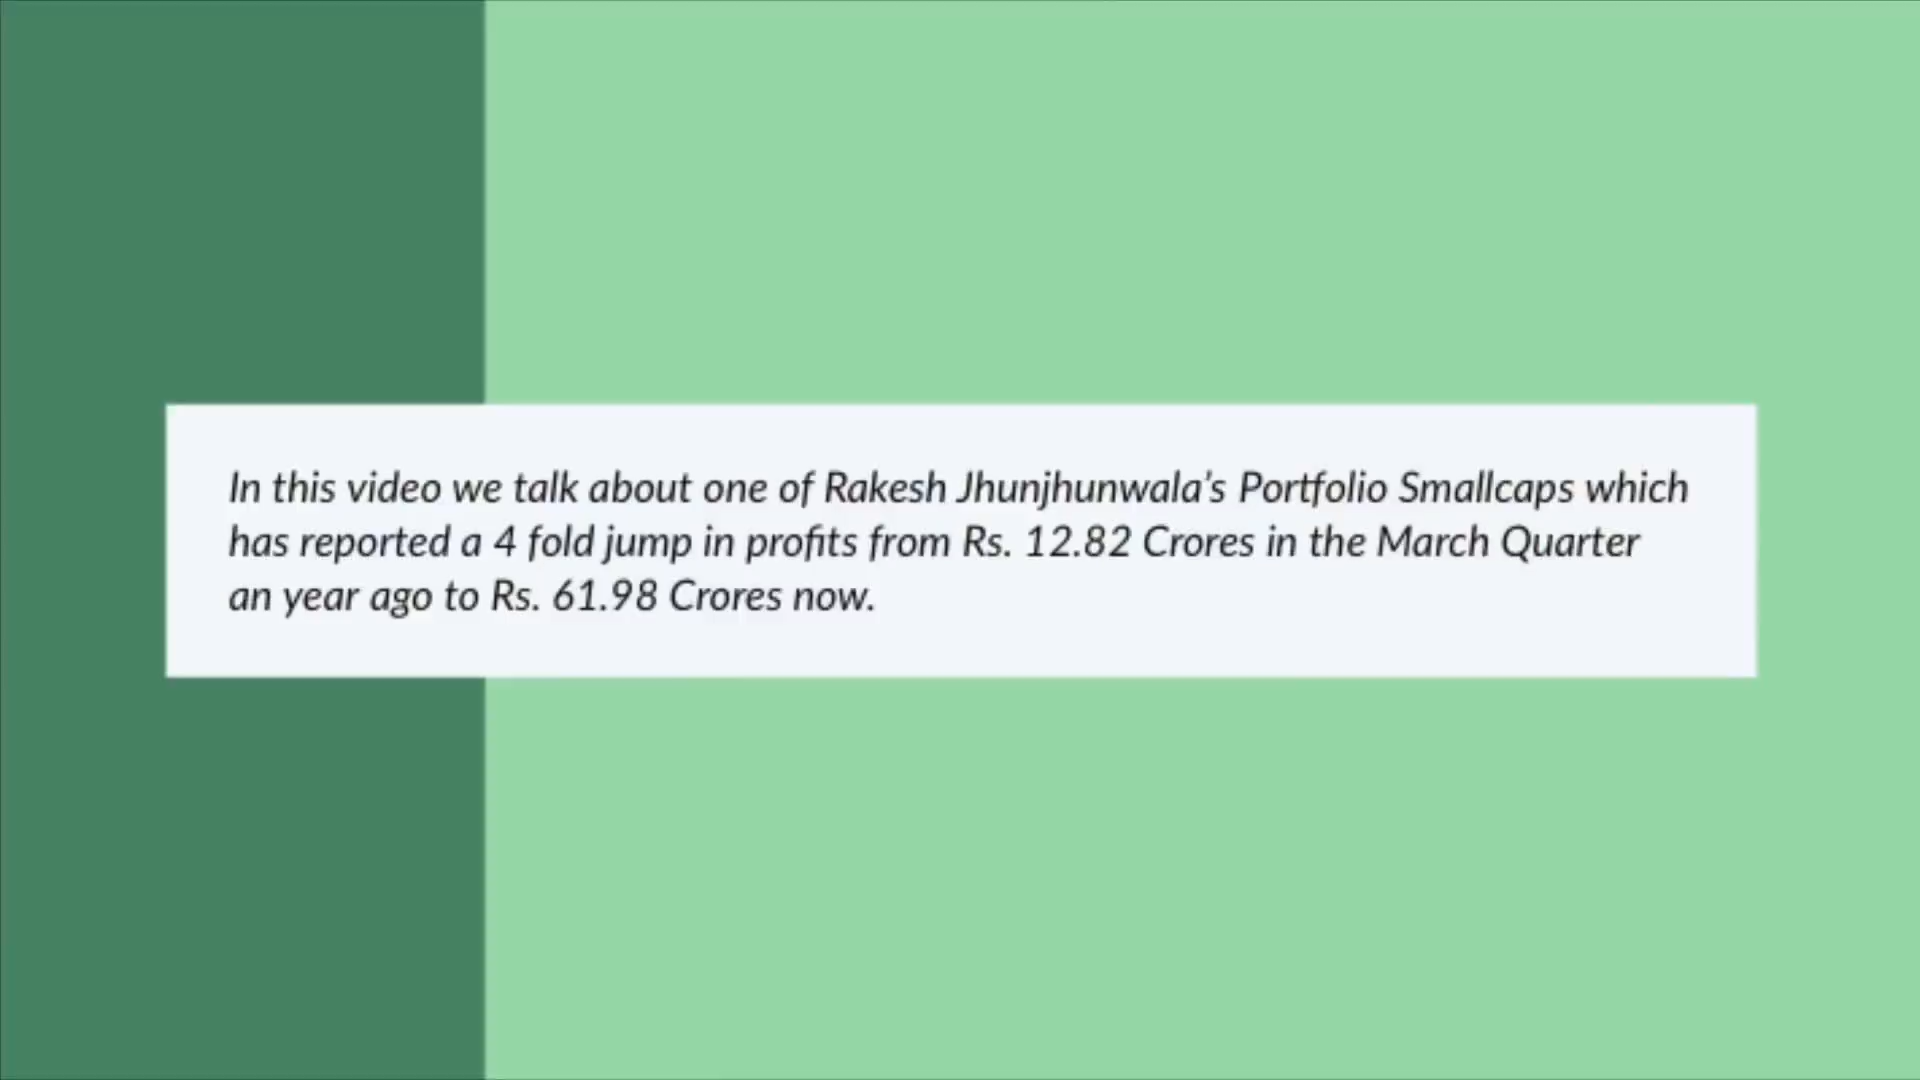 In this video we talk about one of Rakesh Jhunjhunwala’s Portfolio Smallcaps which
has reported a 4 fold jump in profits from Rs. 12.82 Crores in the March Quarter
an year ago to Rs. 61.98 Crores now.